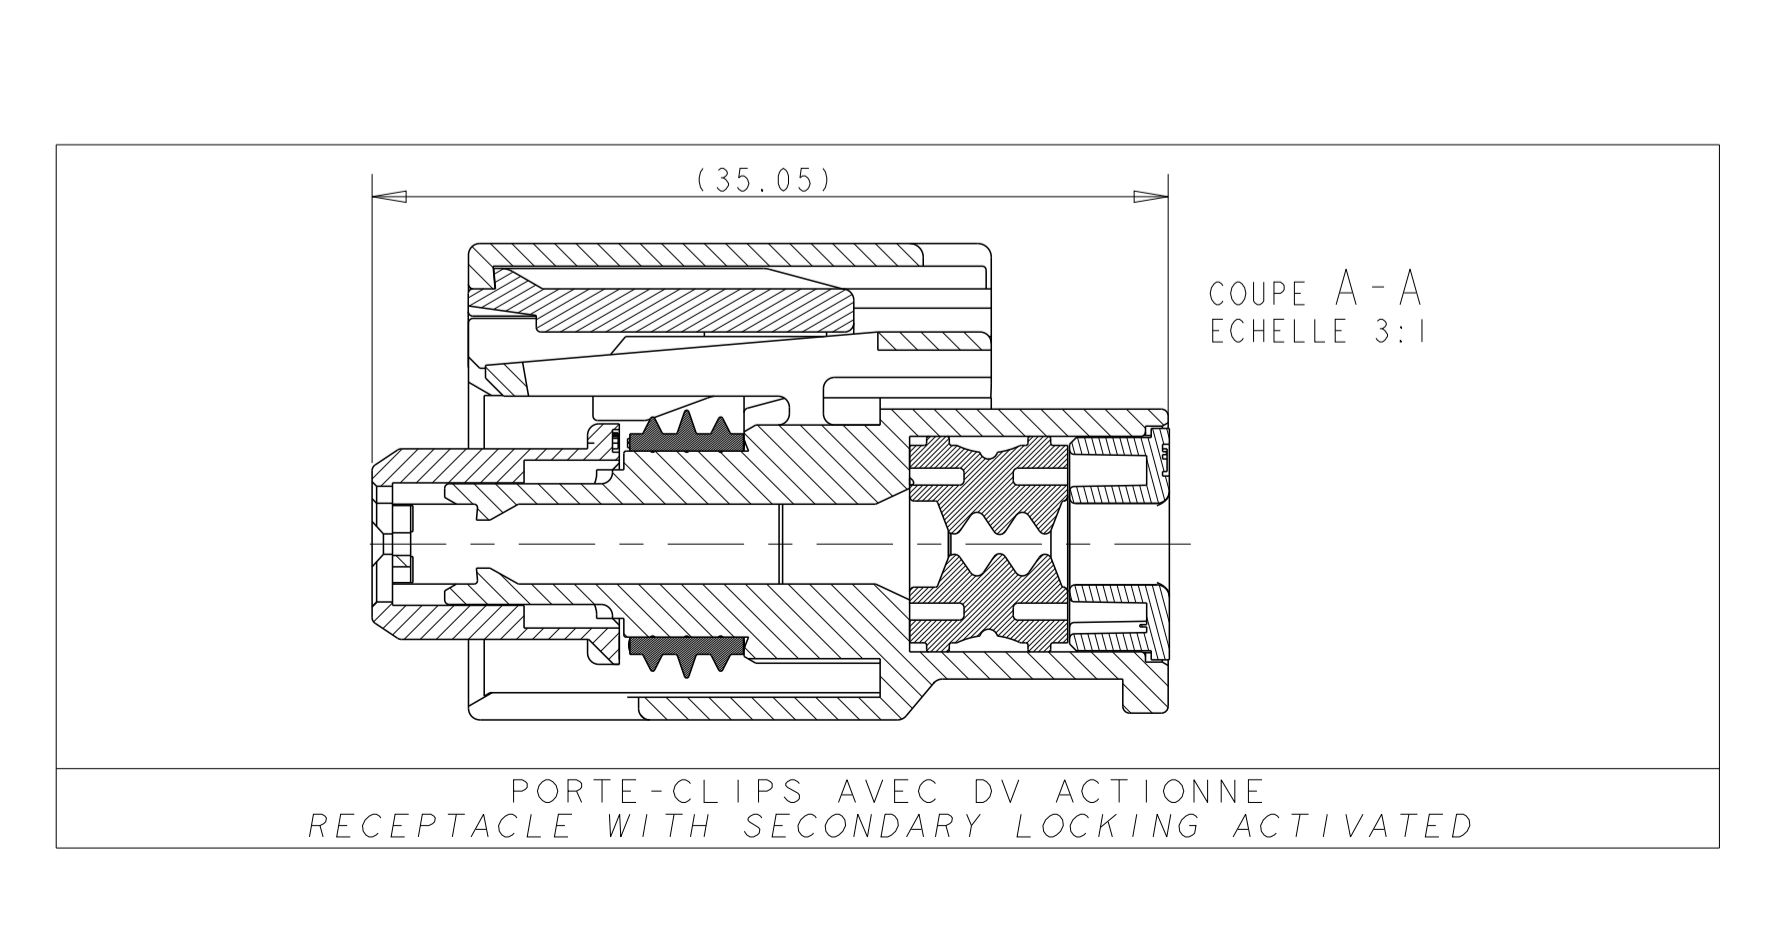 (35.05)
COUPE A-A
ECHELLE 3:1
PORTE-CLIPS AVEC DV ACTIONNE
RECEPTACLE WITH SECONDARY LOCKING ACTIVATED